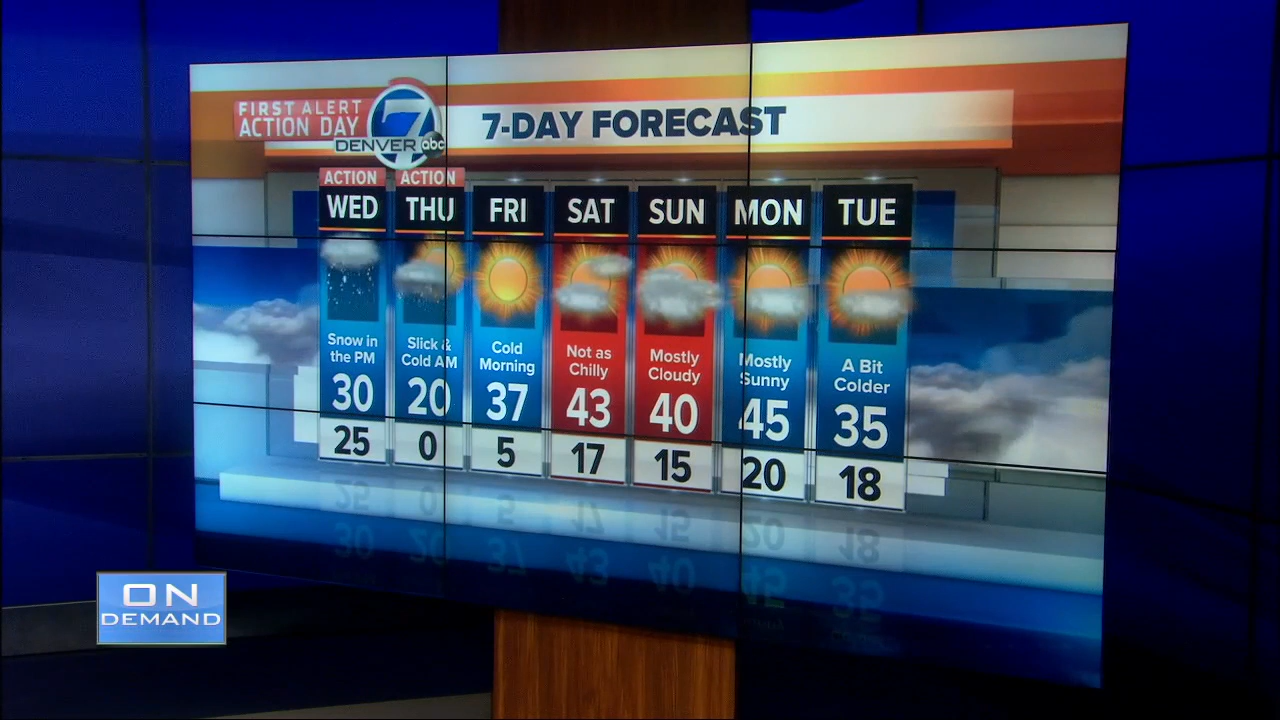 FIRST ALERT
ACTION DAY
7
DENVER
abc
7-DAY FORECAST
ACTION
WED
Snow in
the PM
30
25
ACTION
THU
Slick &
Cold AM
20
0
FRI
Cold
Morning
37
5
SAT
Not as
Chilly
43
17
SUN
Mostly
Cloudy
40
15
MON
Mostly
Sunny
45
20
TUE
A Bit
Colder
35
18
ON
DEMAND